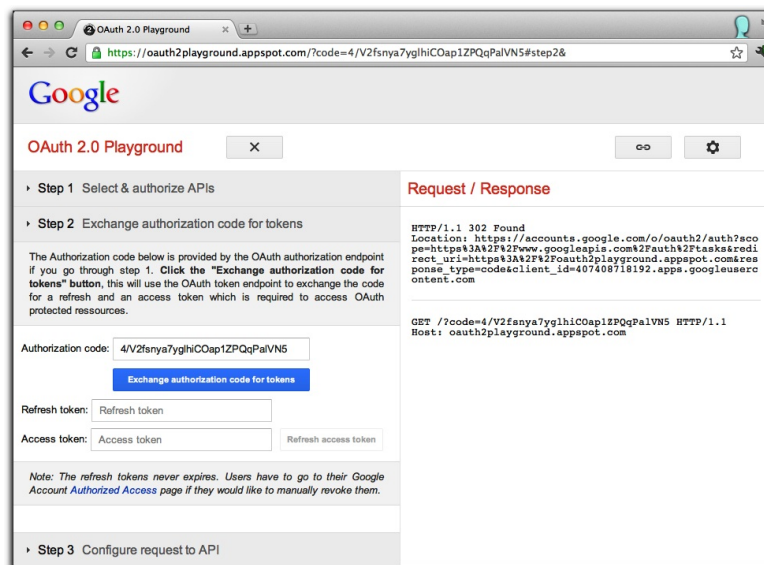 OAuth 2.0 Playground
https://oauth2playground.appspot.com/?code=4/V2fsnya7yglhiCOap1ZPQqPalVN5#step2&
Google
OAuth 2.0 Playground
Step 1 Select & authorize APIs
Step 2 Exchange authorization code for tokens
The Authorization code below is provided by the OAuth authorization endpoint
if you go through step 1. Click the "Exchange authorization code for
tokens" button, this will use the OAuth token endpoint to exchange the code
for a refresh and an access token which is required to access OAuth
protected ressources.
Authorization code: 4/V2fsnya7yglhiCOap1ZPQqPalVN5
Exchange authorization code for tokens
Refresh token: Refresh token
Access token: Access token Refresh access token
Note: The refresh tokens never expires. Users have to go to their Google
Account Authorized Access page if they would like to manually revoke them.
Step 3 Configure request to API
Request / Response
HTTP/1.1 302 Found
Location: https://accounts.google.com/o/oauth2/auth?sco
pe=https%3A%2F%2Fwww.googleapis.com%2Fauth%2Ftasks&redi
rect_uri=https%3A%2F%2Foauth2playground.appspot.com&res
ponse_type=code&client_id=407408718192.apps.googleuserc
ontent.com
GET /?code=4/V2fsnya7yglhiCOap1ZPQqPalVN5 HTTP/1.1
Host: oauth2playground.appspot.com